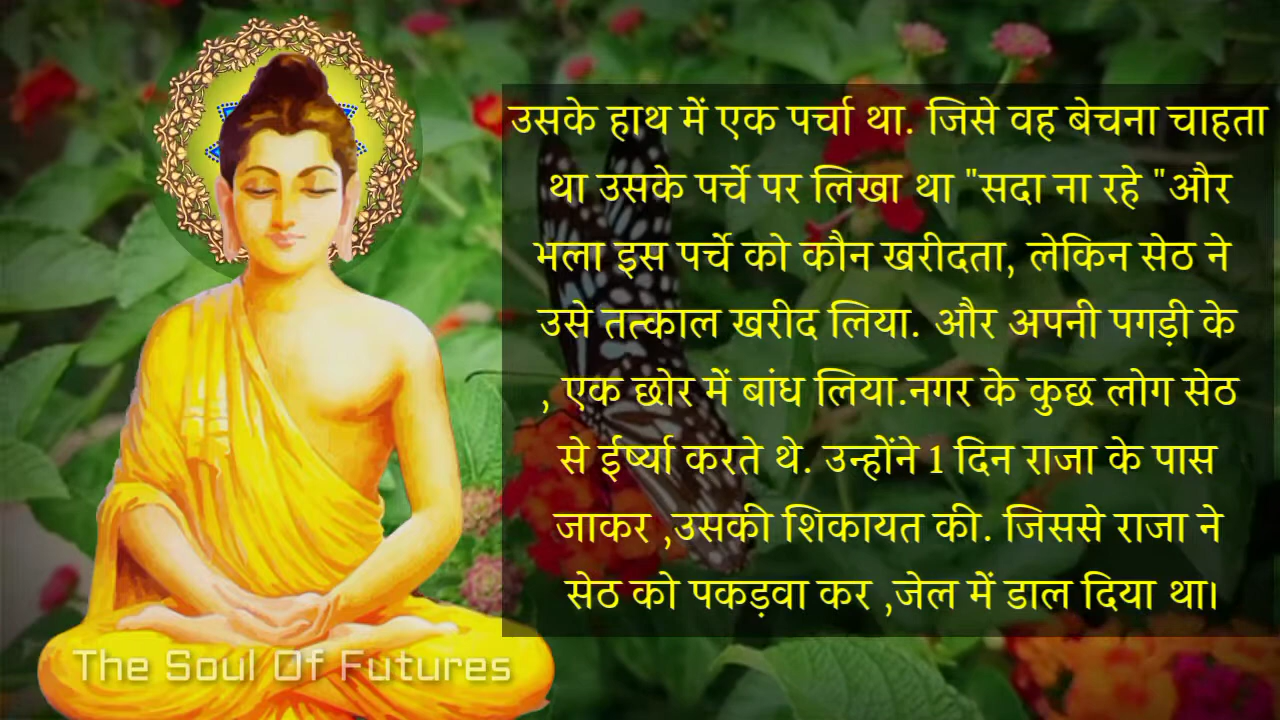 उसके हाथ में एक पर्चा था. जिसे वह बेचना चाहता
था उसके पर्चे पर लिखा था "सदा ना रहे "और
भला इस पर्चे को कौन खरीदता, लेकिन सेठ ने
उसे तत्काल खरीद लिया. और अपनी पगड़ी के
, एक छोर में बांध लिया.नगर के कुछ लोग सेठ
से ईर्ष्या करते थे. उन्होंने 1 दिन राजा के पास
जाकर ,उसकी शिकायत की. जिससे राजा ने
सेठ को पकड़वा कर ,जेल में डाल दिया था।
The Soul Of Futures